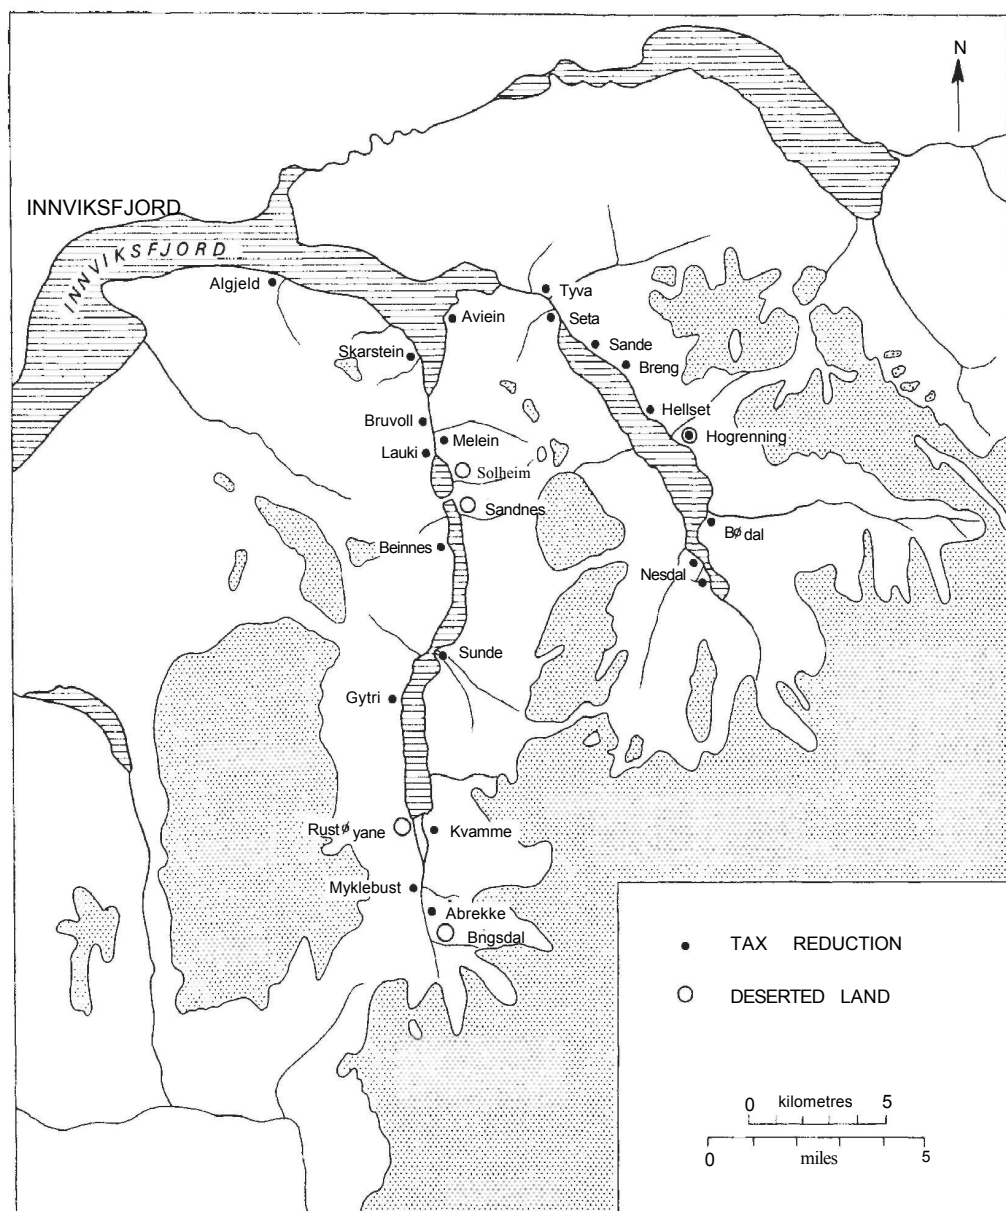 N
INNVIKSFJORD
INNVIKSFJORD
Algjeld
Tyva
Aviein
Seta
Skarstein
Sande
Breng
Hellset
Bruvoll
Melein
Hogrenning
Lauki
Solheim
Sandnes
Bødal
Beinnes
Nesdal
Sunde
Gytri
Rustøyane
Kvamme
Myklebust
Abrekke
Bngsdal
TAX REDUCTION
DESERTED LAND
0 kilometres 5
0 miles 5